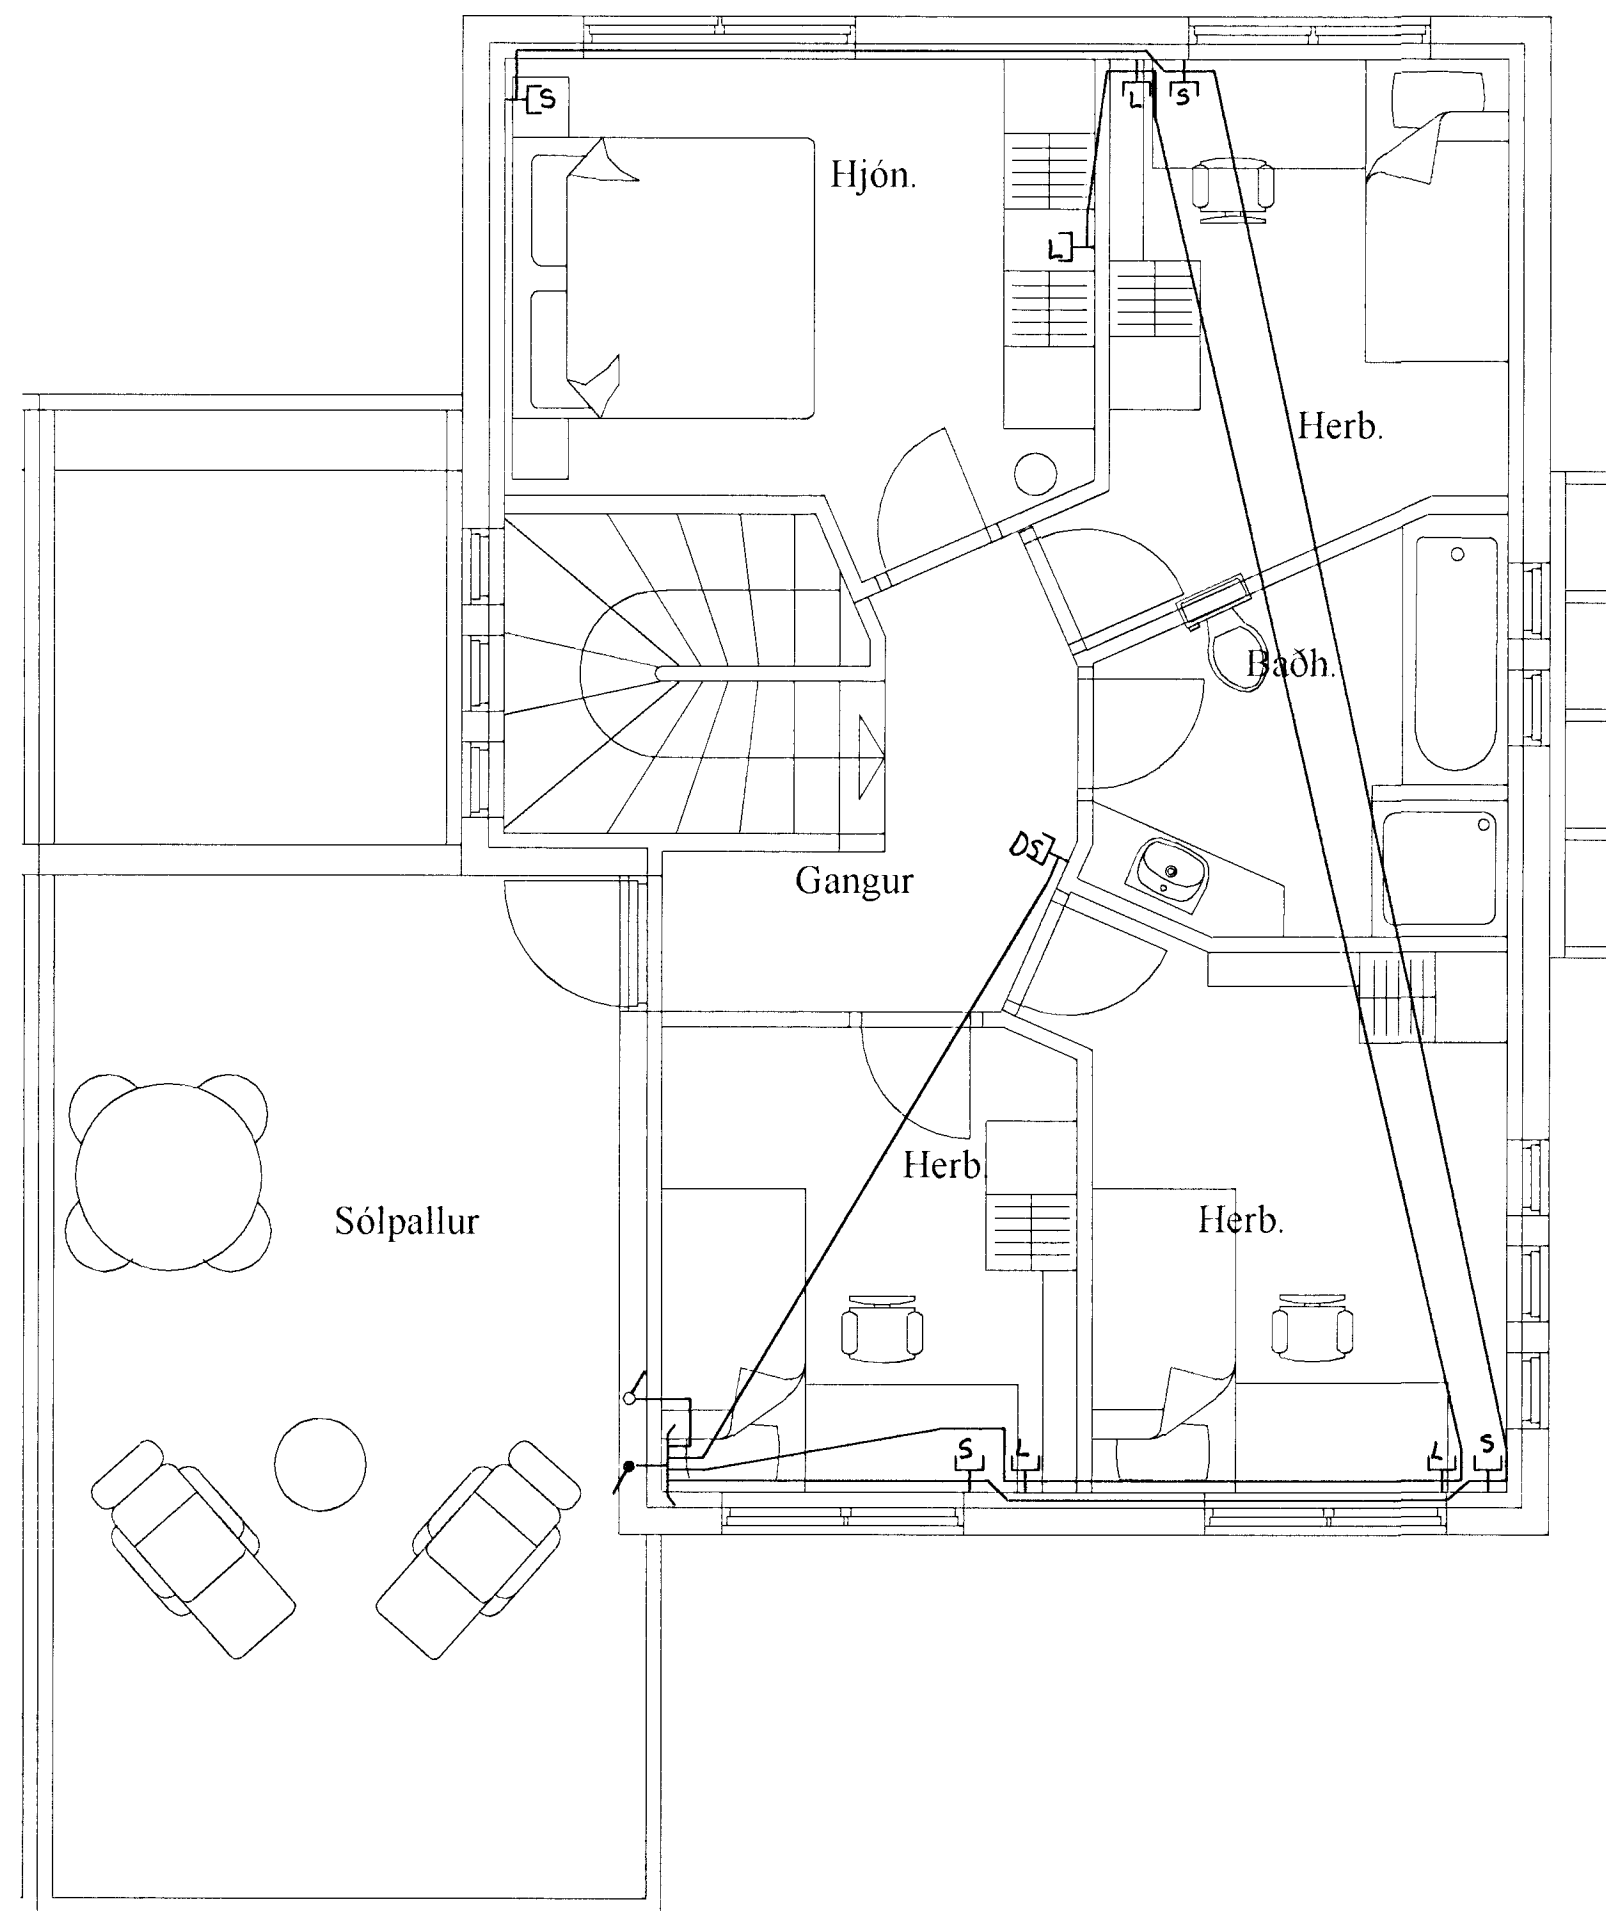 S
L
S
Hjón.
L
Herb.
Baðh.
DS
Gangur
Herb.
Sólpallur
Herb.
S
L
L
S